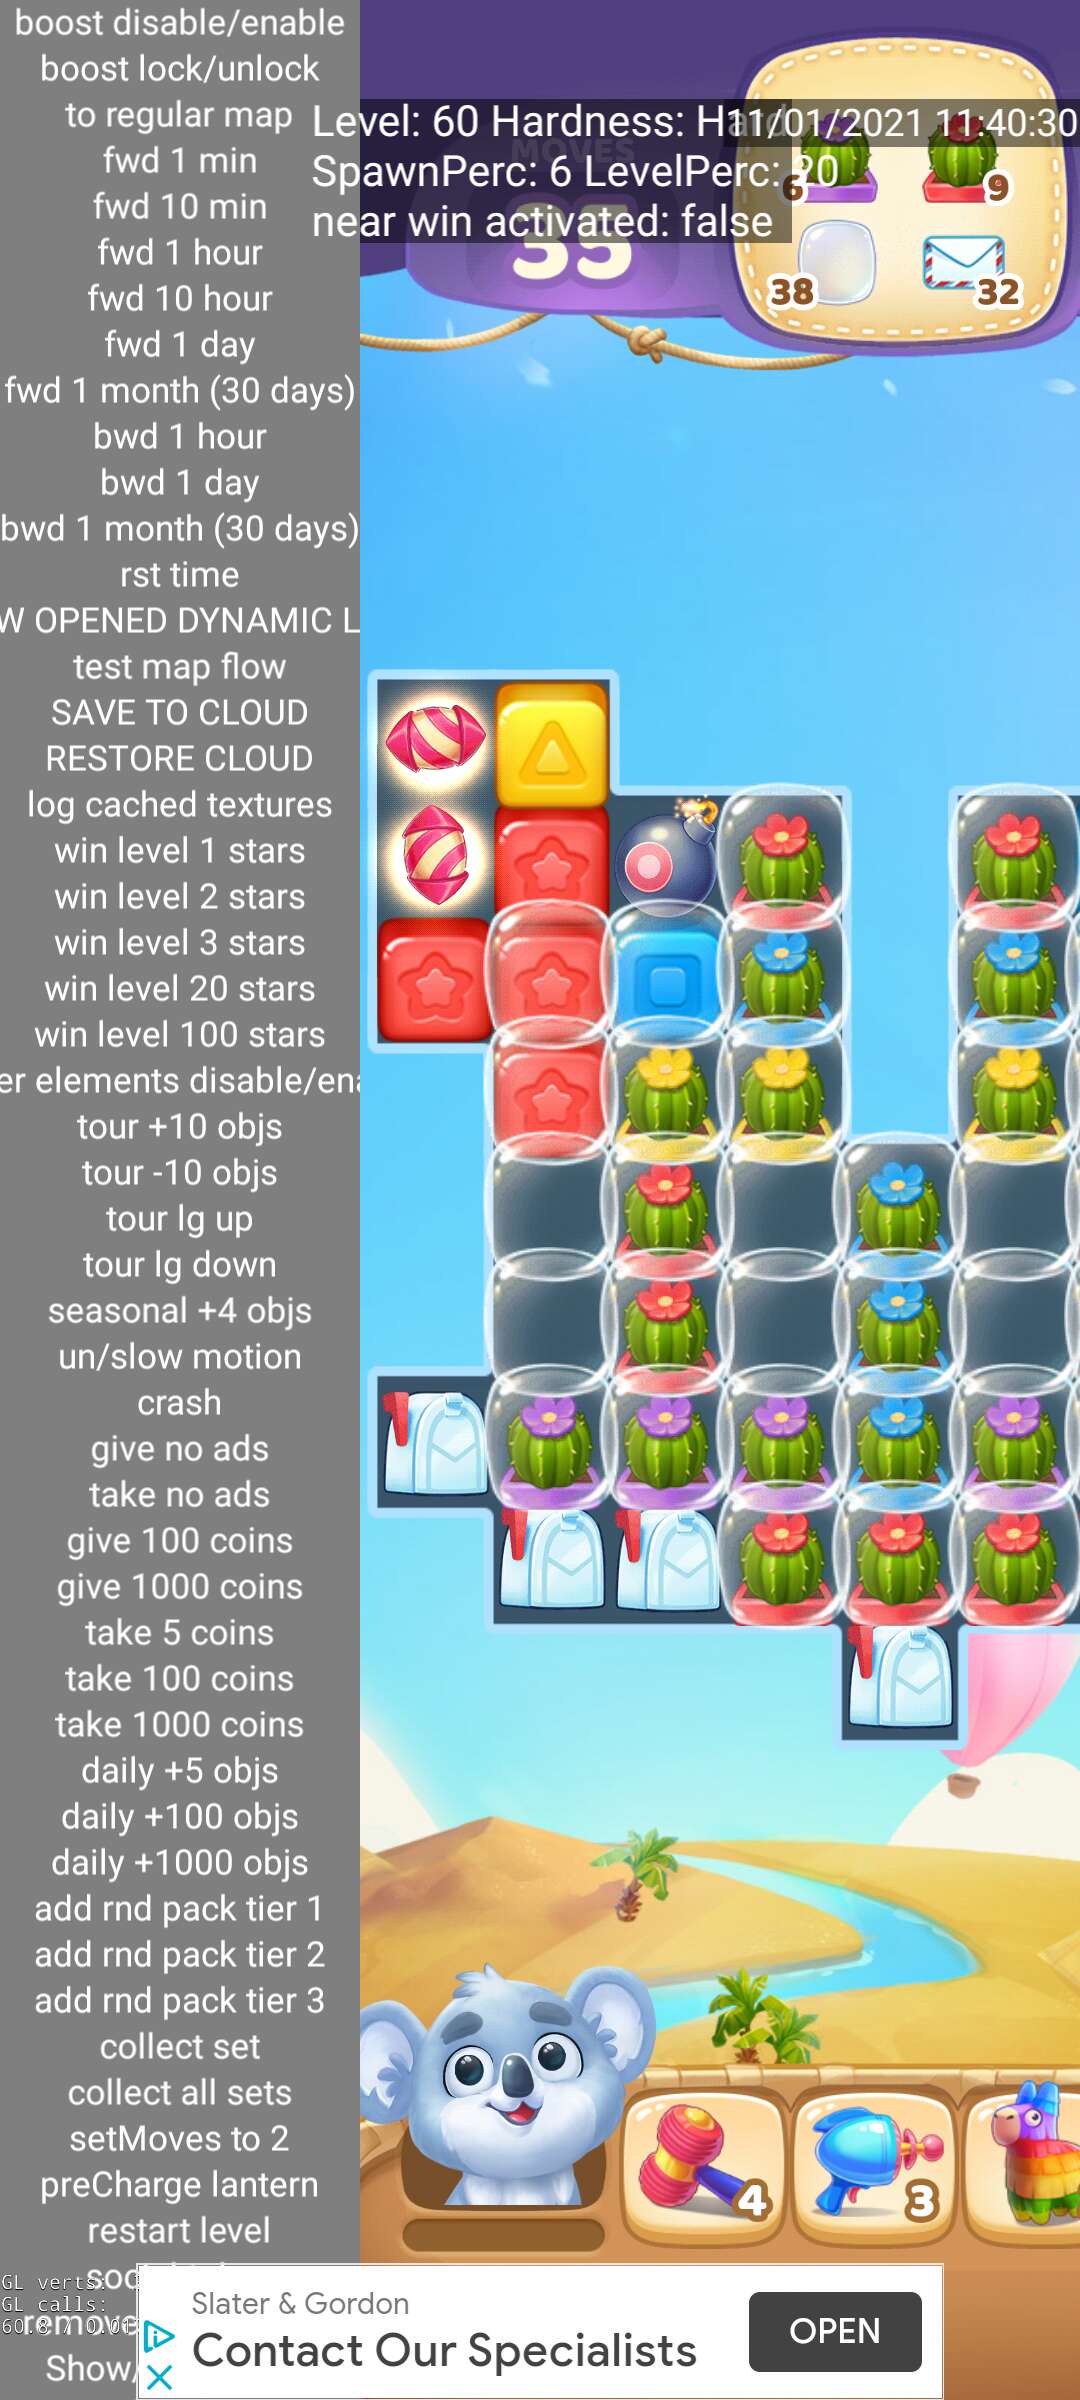 boost disable/enable
boost lock/unlock
to regular map
fwd 1 min
fwd 10 min
fwd 1 hour
fwd 10 hour
fwd 1 day
fwd 1 month (30 days)
bwd 1 hour
bwd 1 day
bwd 1 month (30 days)
rst time
W OPENED DYNAMIC L
test map flow
SAVE TO CLOUD
RESTORE CLOUD
log cached textures
win level 1 stars
win level 2 stars
win level 3 stars
win level 20 stars
win level 100 stars
er elements disable/ena
tour +10 objs
tour -10 objs
tour lg up
tour lg down
seasonal +4 objs
un/slow motion
crash
give no ads
take no ads
give 100 coins
give 1000 coins
take 5 coins
take 100 coins
take 1000 coins
daily +5 objs
daily +100 objs
daily +1000 objs
add rnd pack tier 1
add rnd pack tier 2
add rnd pack tier 3
collect set
collect all sets
setMoves to 2
preCharge lantern
restart level
remove
Show/
GL verts:
GL calls:
Level: 60 Hardness: Hard
11/01/2021 11:40:30
SpawnPerc: 6 LevelPerc: 20
near win activated: false
MOVES
35
6
9
38
32
4
3
Slater & Gordon
Contact Our Specialists
OPEN